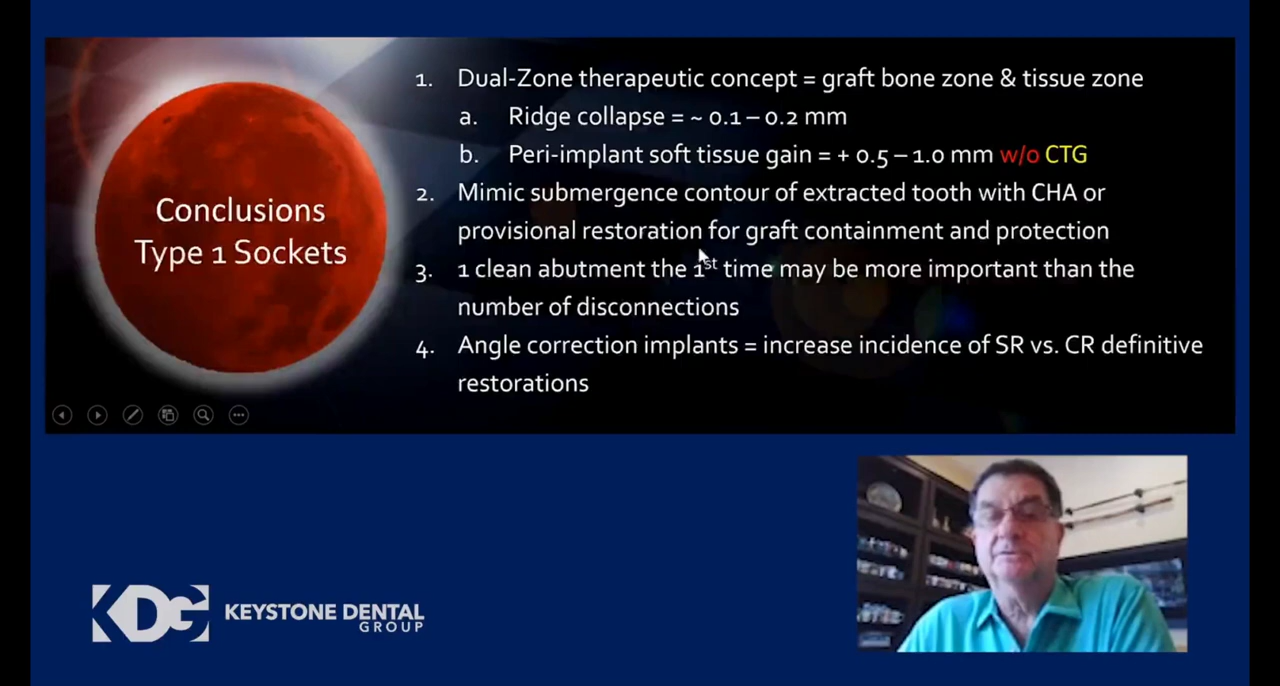 Conclusions
Type 1 Sockets
1. Dual-Zone therapeutic concept = graft bone zone & tissue zone
a. Ridge collapse = ~ 0.1 – 0.2 mm
b. Peri-implant soft tissue gain = + 0.5 – 1.0 mm w/o CTG
2. Mimic submergence contour of extracted tooth with CHA or
provisional restoration for graft containment and protection
3. 1 clean abutment the 1st time may be more important than the
number of disconnections
4. Angle correction implants = increase incidence of SR vs. CR definitive
restorations
KDG KEYSTONE DENTAL
GROUP